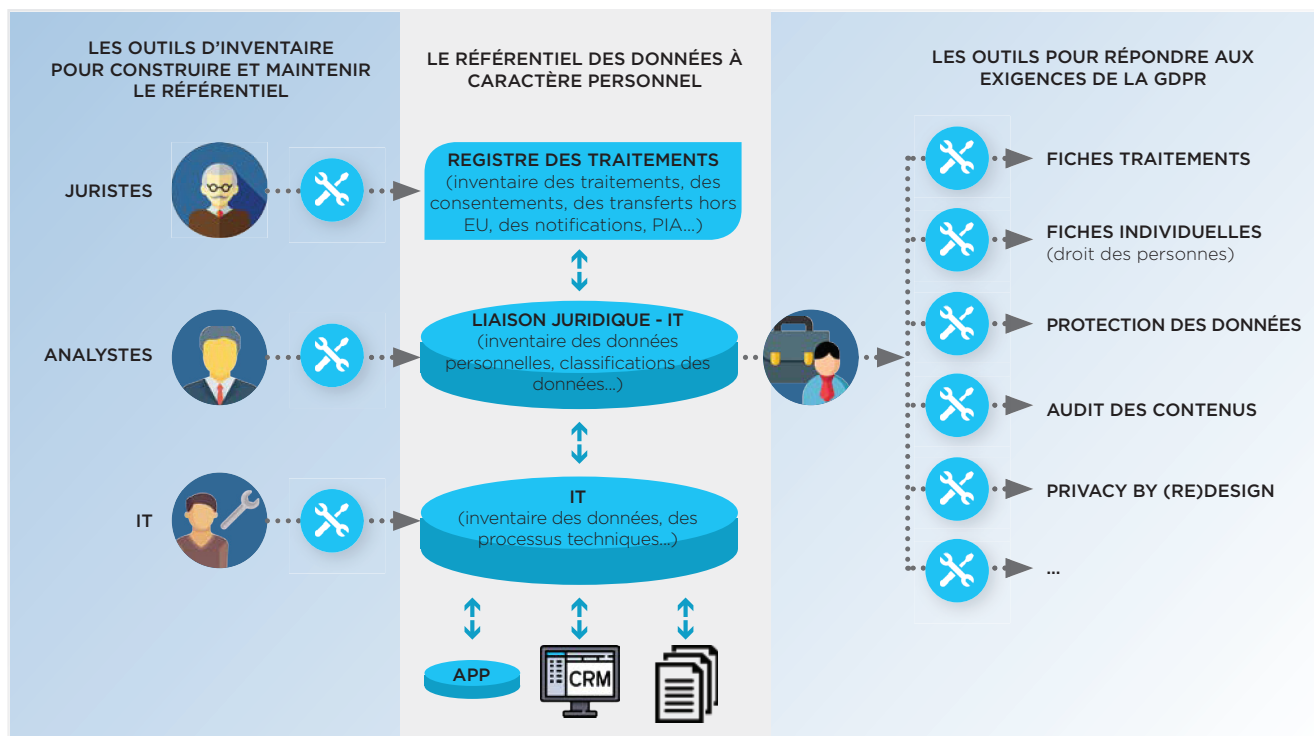 LES OUTILS D'INVENTAIRE
POUR CONSTRUIRE ET MAINTENIR
LE RÉFÉRENTIEL
JURISTES
ANALYSTES
IT
LE RÉFÉRENTIEL DES DONNÉES À
CARACTÈRE PERSONNEL
REGISTRE DES TRAITEMENTS
(inventaire des traitements, des
consentements, des transferts hors
EU, des notifications, PIA...)
LIAISON JURIDIQUE - IT
(inventaire des données
personnelles, classifications des
données...)
IT
(inventaire des données, des
processus techniques...)
APP
CRM
LES OUTILS POUR RÉPONDRE AUX
EXIGENCES DE LA GDPR
FICHES TRAITEMENTS
FICHES INDIVIDUELLES
(droit des personnes)
PROTECTION DES DONNÉES
AUDIT DES CONTENUS
PRIVACY BY (RE)DESIGN
...